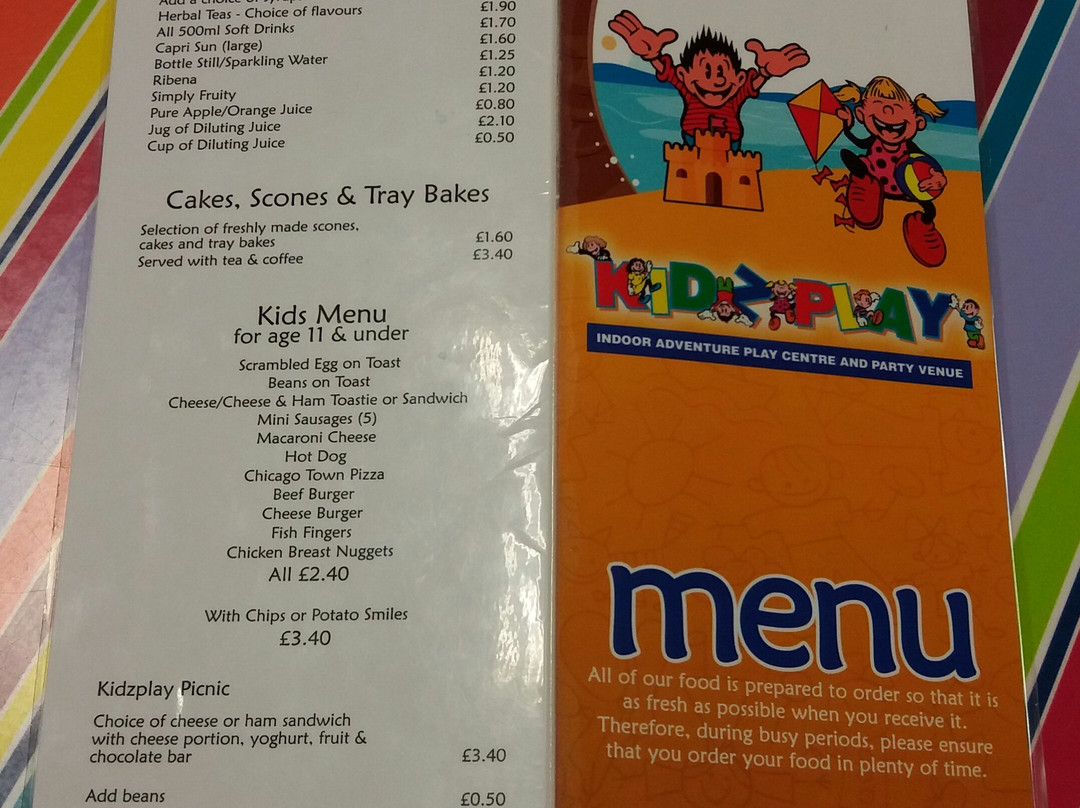 Add a choice of
£1.90
Herbal Teas - Choice of flavours £1.70
All 500ml Soft Drinks £1.60
Capri Sun (large) £1.25
Bottle Still/Sparkling Water £1.20
Ribena £1.20
Simply Fruity £0.80
Pure Apple/Orange Juice £2.10
Jug of Diluting Juice £0.50
Cup of Diluting Juice
Cakes, Scones & Tray Bakes
Selection of freshly made scones,
cakes and tray bakes £1.60
Served with tea & coffee £3.40
Kids Menu
for age 11 & under
Scrambled Egg on Toast
Beans on Toast
Cheese/Cheese & Ham Toastie or Sandwich
Mini Sausages (5)
Macaroni Cheese
Hot Dog
Chicago Town Pizza
Beef Burger
Cheese Burger
Fish Fingers
Chicken Breast Nuggets
All £2.40
With Chips or Potato Smiles
£3.40
Kidzplay Picnic
Choice of cheese or ham sandwich
with cheese portion, yoghurt, fruit &
chocolate bar £3.40
Add beans £0.50
KIDZPLAY
INDOOR ADVENTURE PLAY CENTRE AND PARTY VENUE
menu
All of our food is prepared to order so that it is
as fresh as possible when you receive it.
Therefore, during busy periods, please ensure
that you order your food in plenty of time.